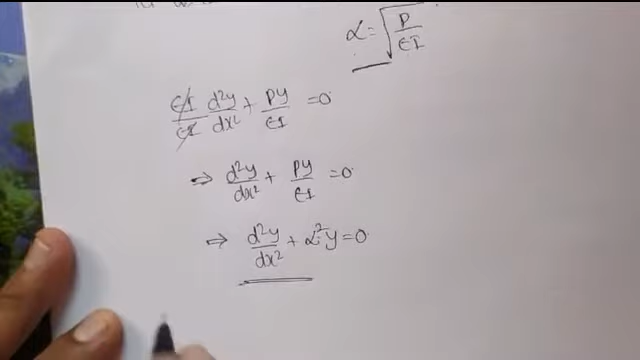 α = √(P/EI)
EI/EI d²y/dx² + Py/EI = 0
⇒ d²y/dx² + Py/EI = 0
⇒ d²y/dx² + α²y = 0